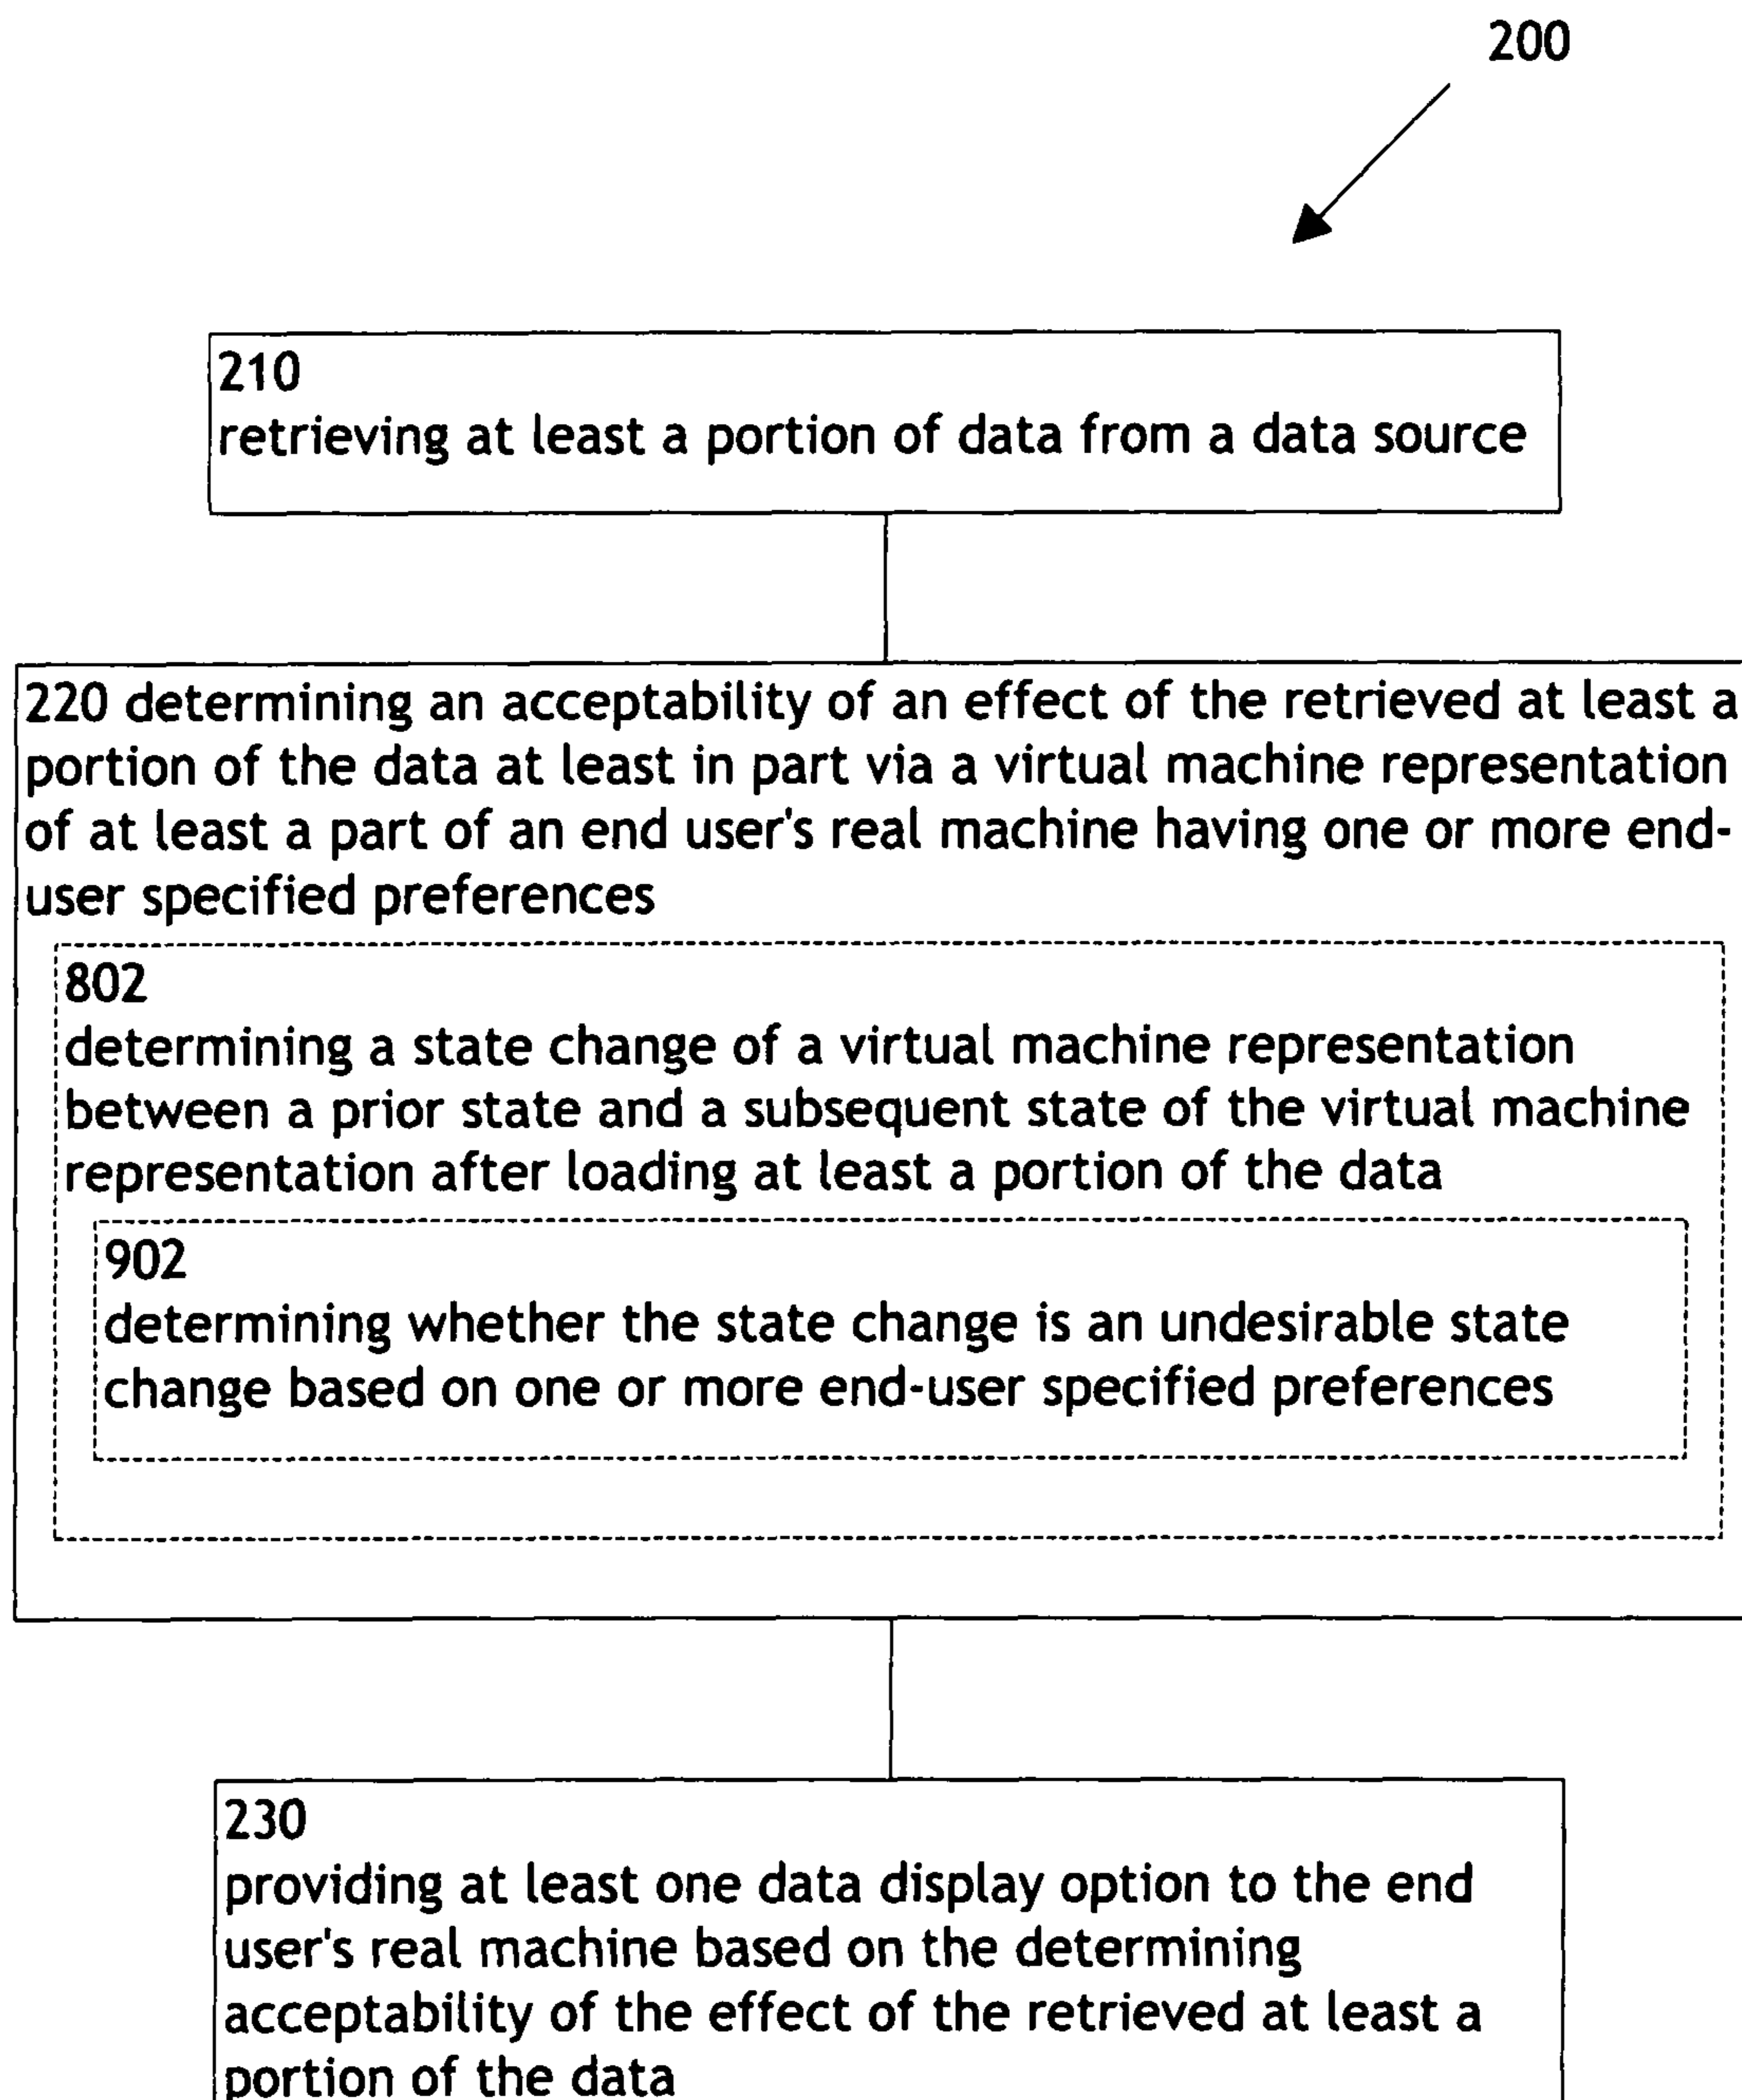 200
210
retrieving at least a portion of data from a data source
220 determining an acceptability of an effect of the retrieved at least a
portion of the data at least in part via a virtual machine representation
of at least a part of an end user's real machine having one or more end-
user specified preferences
802
determining a state change of a virtual machine representation
between a prior state and a subsequent state of the virtual machine
representation after loading at least a portion of the data
902
determining whether the state change is an undesirable state
change based on one or more end-user specified preferences
230
providing at least one data display option to the end
user's real machine based on the determining
acceptability of the effect of the retrieved at least a
portion of the data